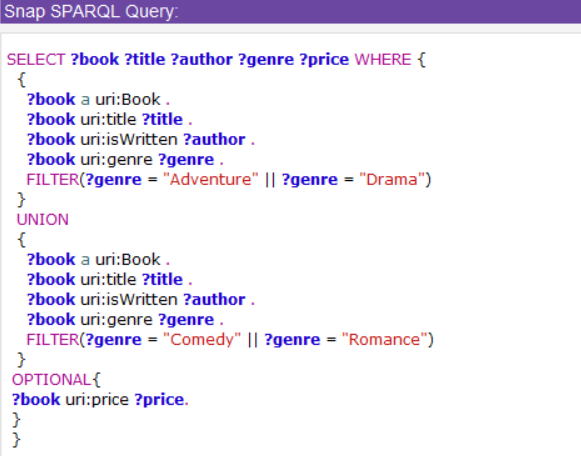 Snap SPARQL Query:
SELECT ?book ?title ?author ?genre ?price WHERE {
{
?book a uri:Book .
?book uri:title ?title .
?book uri:isWritten ?author .
?book uri:genre ?genre .
FILTER(?genre = "Adventure" || ?genre = "Drama")
}
UNION
{
?book a uri:Book .
?book uri:title ?title .
?book uri:isWritten ?author .
?book uri:genre ?genre .
FILTER(?genre = "Comedy" || ?genre = "Romance")
}
OPTIONAL{
?book uri:price ?price.
}
}